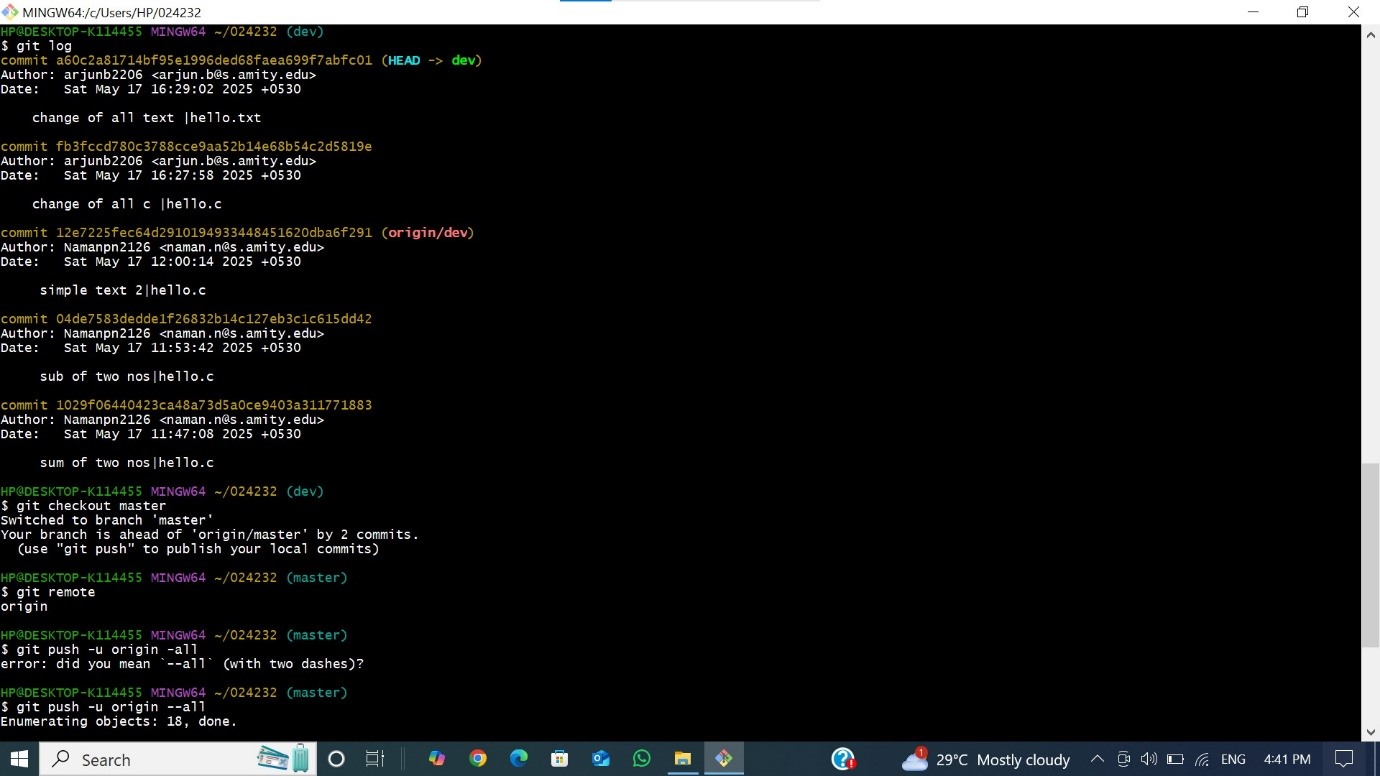 MINGW64:/c/Users/HP/024232
HP@DESKTOP-K114455 MINGW64 ~/024232 (dev)
$ git log
commit a60c2a81714bf95e1996ded68faea699f7abfc01 (HEAD -> dev)
Author: arjunb2206 <arjun.b@s.amity.edu>
Date:   Sat May 17 16:29:02 2025 +0530
    change of all text |hello.txt
commit fb3fccd780c3788cce9aa52b14e68b54c2d5819e
Author: arjunb2206 <arjun.b@s.amity.edu>
Date:   Sat May 17 16:27:58 2025 +0530
    change of all c |hello.c
commit 12e7225fec64d2910194933448451620dba6f291 (origin/dev)
Author: Namanpn2126 <naman.n@s.amity.edu>
Date:   Sat May 17 12:00:14 2025 +0530
     simple text 2|hello.c
commit 04de7583dedde1f26832b14c127eb3c1c615dd42
Author: Namanpn2126 <naman.n@s.amity.edu>
Date:   Sat May 17 11:53:42 2025 +0530
     sub of two nos|hello.c
commit 1029f06440423ca48a73d5a0ce9403a311771883
Author: Namanpn2126 <naman.n@s.amity.edu>
Date:   Sat May 17 11:47:08 2025 +0530
     sum of two nos|hello.c
HP@DESKTOP-K114455 MINGW64 ~/024232 (dev)
$ git checkout master
Switched to branch 'master'
Your branch is ahead of 'origin/master' by 2 commits.
  (use "git push" to publish your local commits)
HP@DESKTOP-K114455 MINGW64 ~/024232 (master)
$ git remote
origin
HP@DESKTOP-K114455 MINGW64 ~/024232 (master)
$ git push -u origin -all
error: did you mean `--all` (with two dashes)?
HP@DESKTOP-K114455 MINGW64 ~/024232 (master)
$ git push -u origin --all
Enumerating objects: 18, done.
Search
1
29°C Mostly cloudy
ENG
4:41 PM